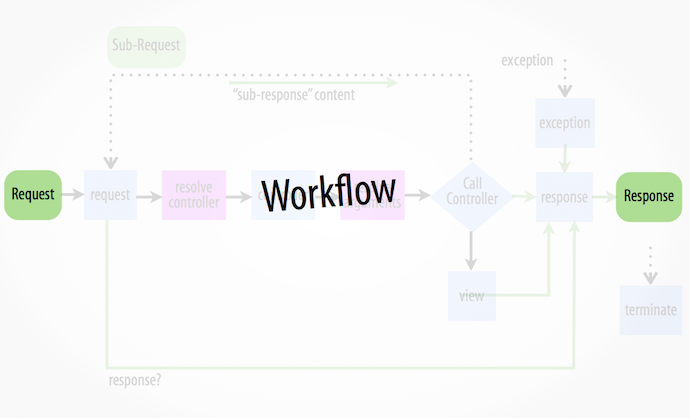 Sub-Request
exception
"sub-response" content
exception
Request
request
resolve
controller
Workflow
Call
Controller
response
Response
view
terminate
response?